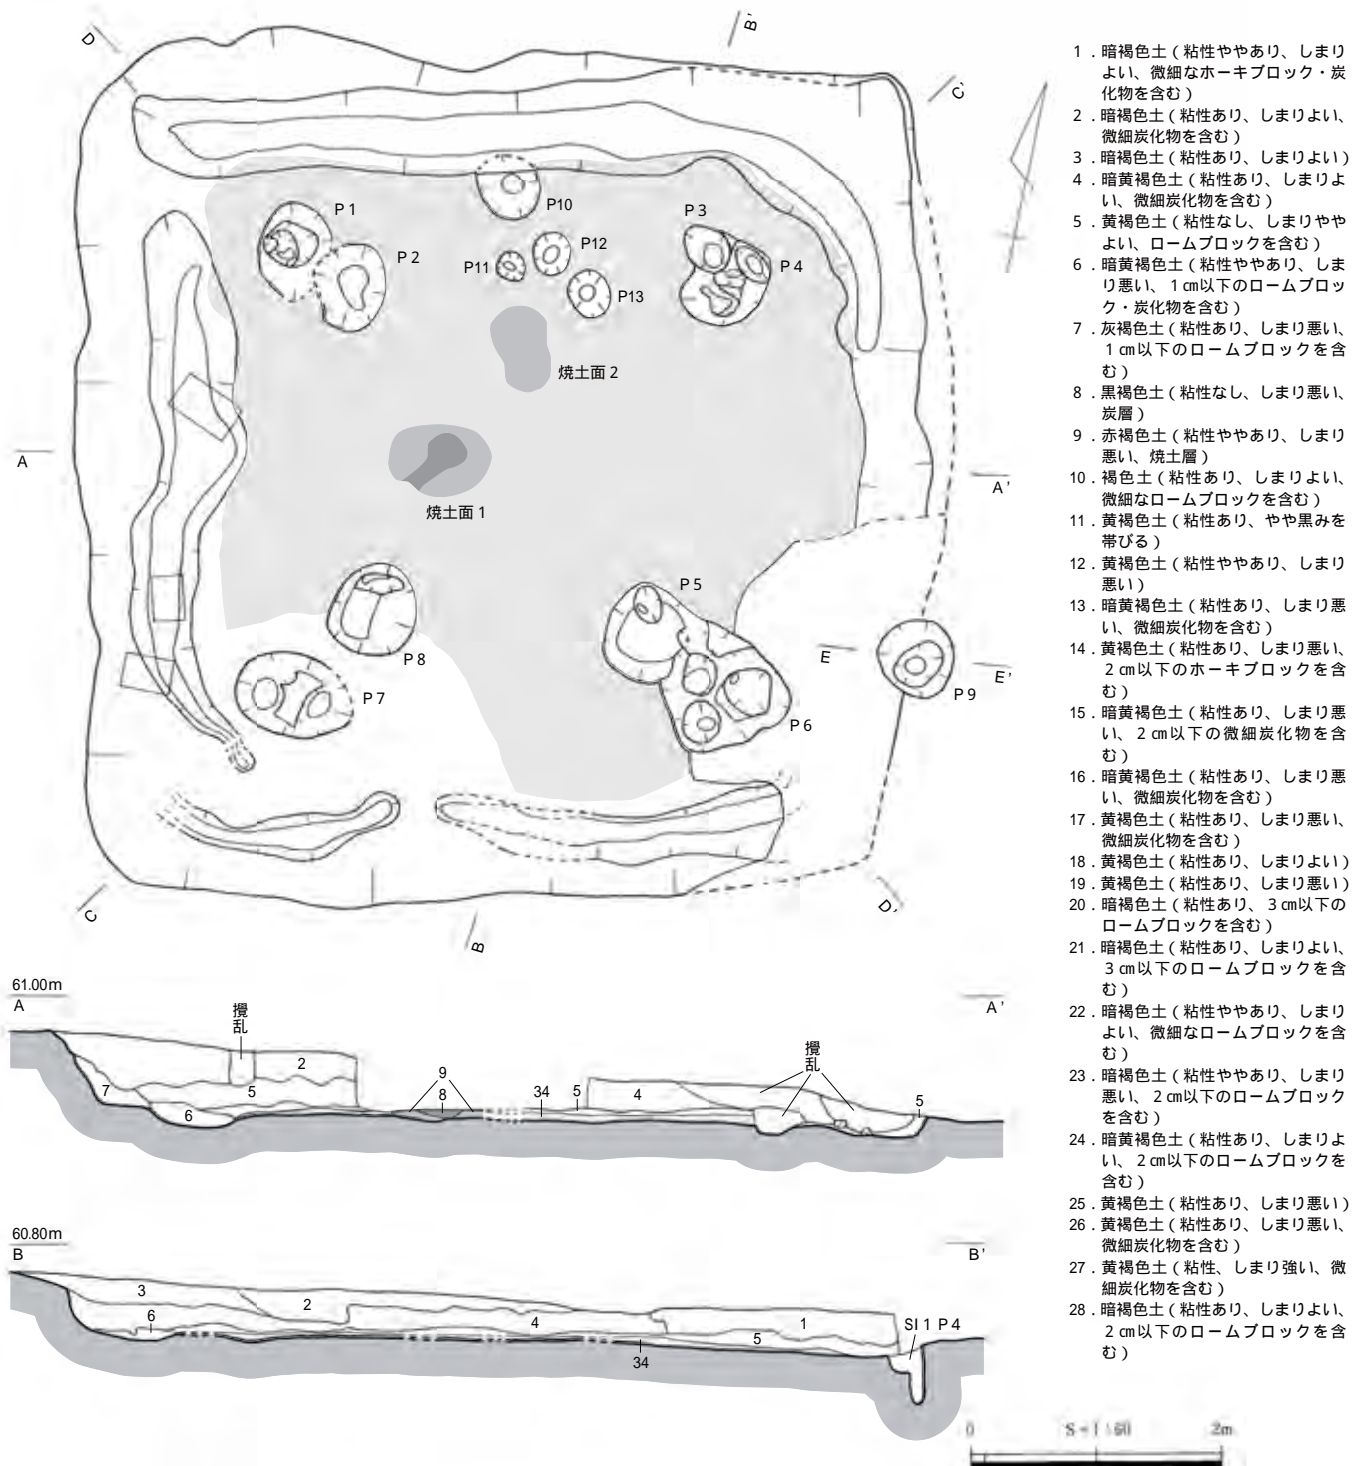 D
B'
C'
P 1
P 2
P10
P12
P11
P13
P 3
P 4
焼土面 2
焼土面 1
A
A'
P 5
P 8
P 7
E
E'
P 9
P 6
C
B
D'
61.00m
A
A'
攪乱
2
7
5
6
9
8
34
5
4
攪乱
5
60.80m
B
B'
3
2
6
4
1
5
34
SI 1 P 4
1．暗褐色土（粘性ややあり、しまり
よい、微細なホーキブロック・炭
化物を含む）
2．暗褐色土（粘性あり、しまりよい、
微細炭化物を含む）
3．暗褐色土（粘性あり、しまりよい）
4．暗黄褐色土（粘性あり、しまりよ
い、微細炭化物を含む）
5．黄褐色土（粘性なし、しまりやや
よい、ロームブロックを含む）
6．暗黄褐色土（粘性ややあり、しま
り悪い、1㎝以下のロームブロッ
ク・炭化物を含む）
7．灰褐色土（粘性あり、しまり悪い、
1㎝以下のロームブロックを含
む）
8．黒褐色土（粘性なし、しまり悪い、
炭層）
9．赤褐色土（粘性ややあり、しまり
悪い、焼土層）
10．褐色土（粘性あり、しまりよい、
微細なロームブロックを含む）
11．黄褐色土（粘性あり、やや黒みを
帯びる）
12．黄褐色土（粘性ややあり、しまり
悪い）
13．暗黄褐色土（粘性あり、しまり悪
い、微細炭化物を含む）
14．黄褐色土（粘性あり、しまり悪い、
2㎝以下のホーキブロックを含
む）
15．暗黄褐色土（粘性あり、しまり悪
い、2㎝以下の微細炭化物を含
む）
16．暗黄褐色土（粘性あり、しまり悪
い、微細炭化物を含む）
17．黄褐色土（粘性あり、しまり悪い、
微細炭化物を含む）
18．黄褐色土（粘性あり、しまりよい）
19．黄褐色土（粘性あり、しまり悪い）
20．暗褐色土（粘性あり、3㎝以下の
ロームブロックを含む）
21．暗褐色土（粘性あり、しまりよい、
3㎝以下のロームブロックを含
む）
22．暗褐色土（粘性ややあり、しまり
よい、微細なロームブロックを含
む）
23．暗褐色土（粘性ややあり、しまり
悪い、2㎝以下のロームブロック
を含む）
24．暗黄褐色土（粘性あり、しまりよ
い、2㎝以下のロームブロックを
含む）
25．黄褐色土（粘性あり、しまり悪い）
26．黄褐色土（粘性あり、しまり悪い、
微細炭化物を含む）
27．黄褐色土（粘性、しまり強い、微
細炭化物を含む）
28．暗褐色土（粘性あり、しまりよい、
2㎝以下のロームブロックを含
む）
0 S=1:60 2m